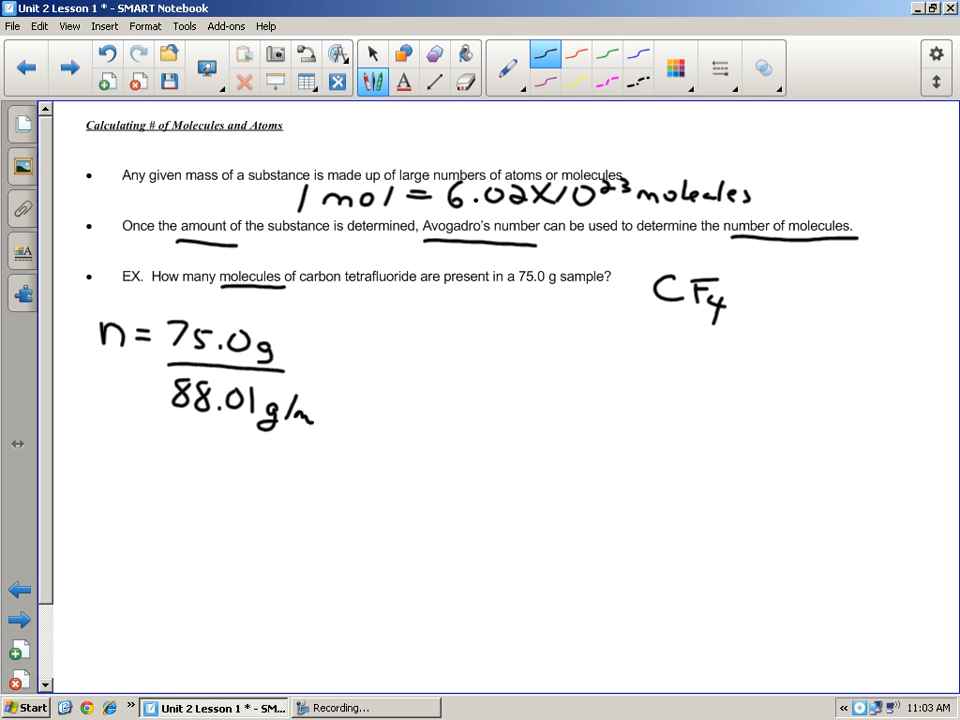 Unit 2 Lesson 1 * - SMART Notebook
File Edit View Insert Format Tools Add-ons Help
Calculating # of Molecules and Atoms
• Any given mass of a substance is made up of large numbers of atoms or molecules.
1 mol = 6.02X10²³ molecules
• Once the amount of the substance is determined, Avogadro's number can be used to determine the number of molecules.
• EX. How many molecules of carbon tetrafluoride are present in a 75.0 g sample?
CF₄
n = 75.0g
88.01g/m
Start » Unit 2 Lesson 1 * - SM... Recording... « 11:03 AM